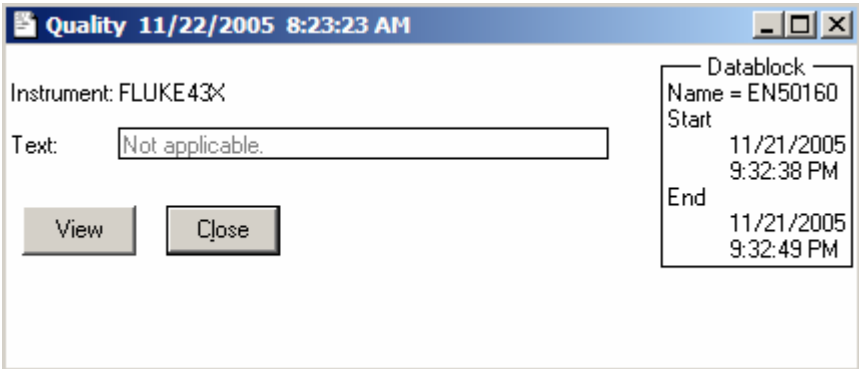 Quality 11/22/2005 8:23:23 AM
Instrument: FLUKE43X
Text: Not applicable.
View Close
Datablock
Name = EN50160
Start
11/21/2005
9:32:38 PM
End
11/21/2005
9:32:49 PM